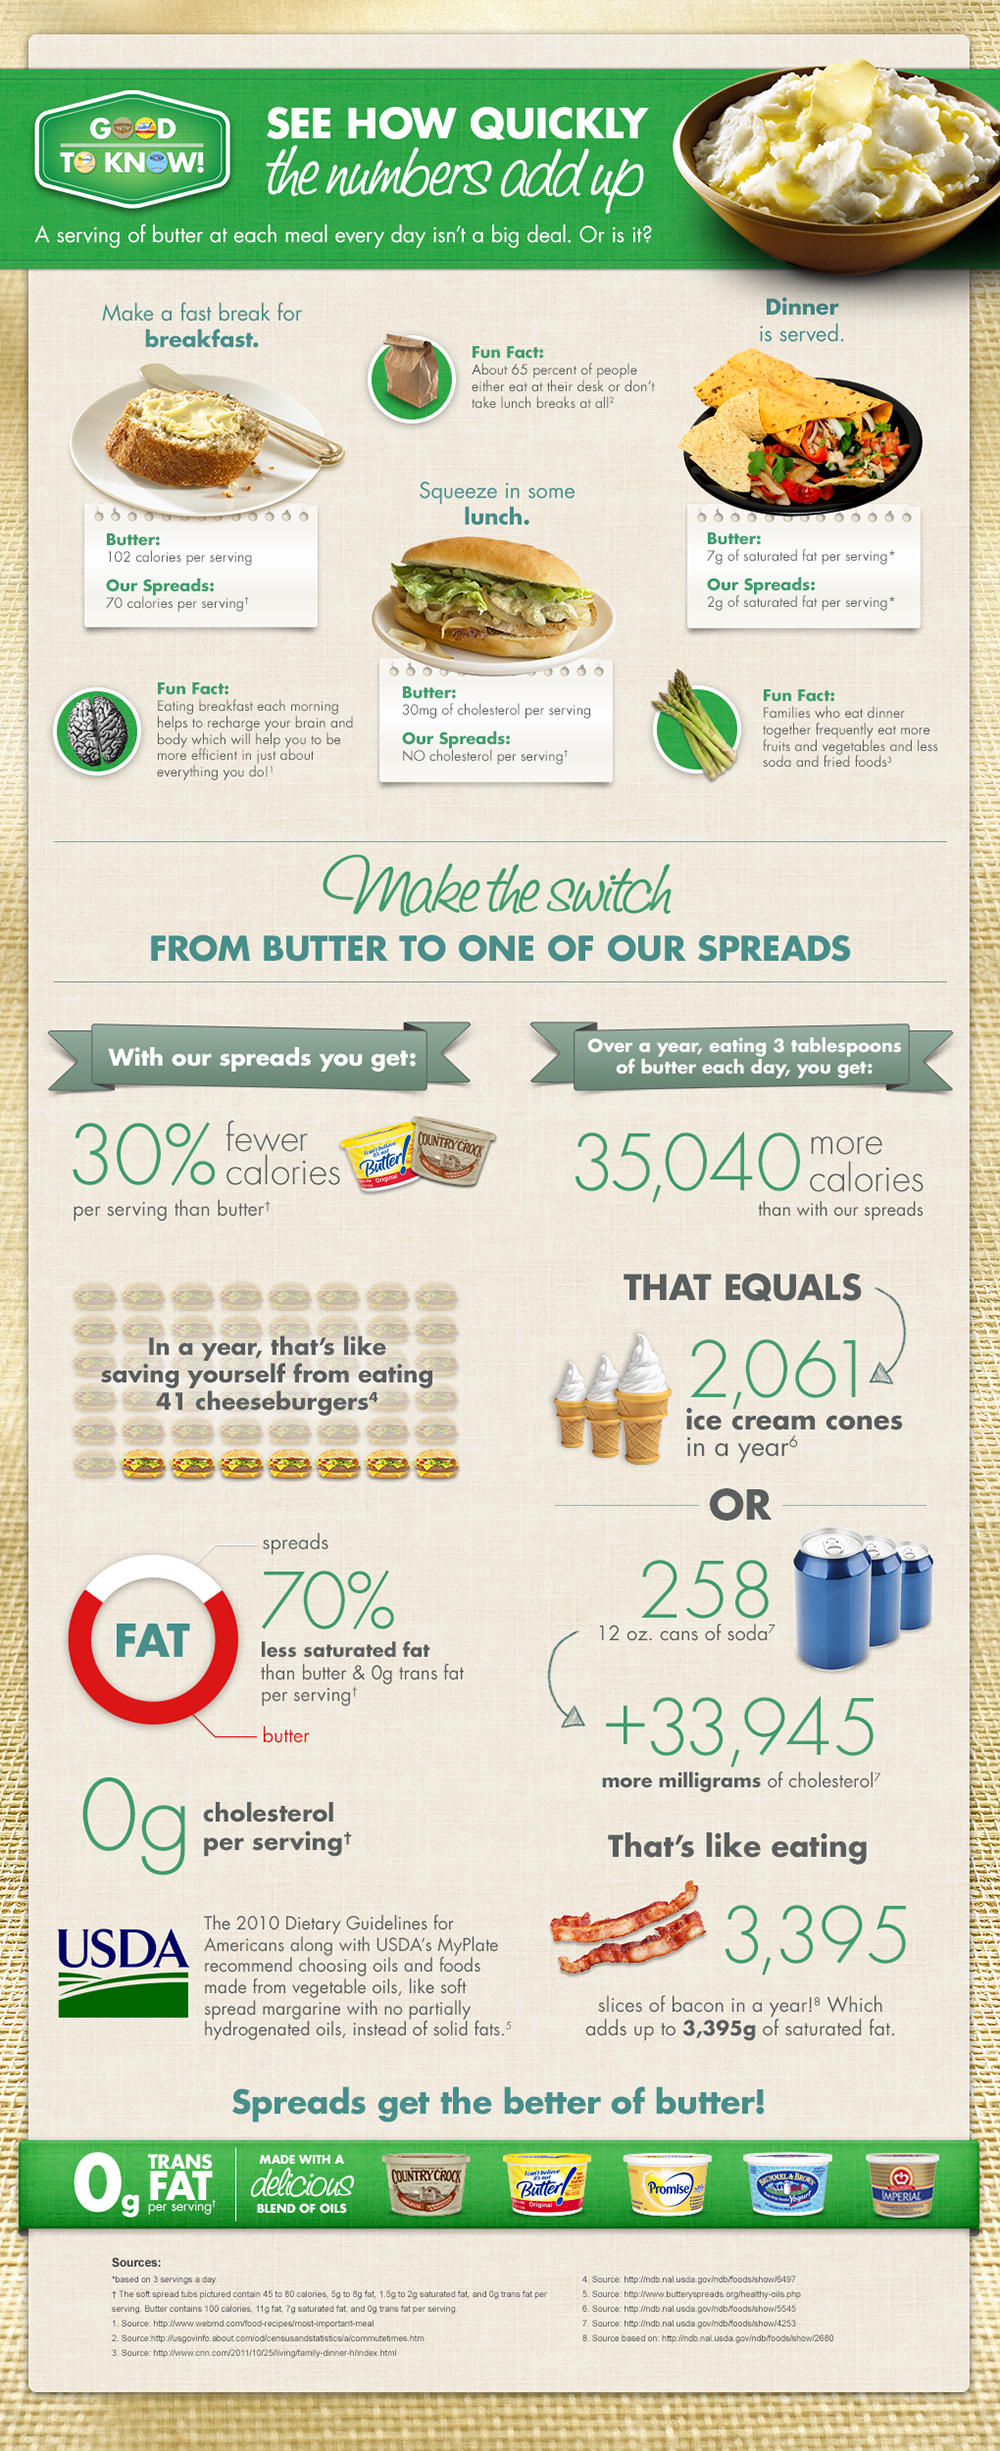 GOOD
TO KNOW!
SEE HOW QUICKLY
the numbers add up
A serving of butter at each meal every day isn't a big deal. Or is it?
Make a fast break for
breakfast.
Butter:
102 calories per serving
Our Spreads:
70 calories per serving†
Fun Fact:
About 65 percent of people
either eat at their desk or don't
take lunch breaks at all²
Dinner
is served.
Butter:
7g of saturated fat per serving*
Our Spreads:
2g of saturated fat per serving*
Squeeze in some
lunch.
Butter:
30mg of cholesterol per serving
Our Spreads:
NO cholesterol per serving†
Fun Fact:
Eating breakfast each morning
helps to recharge your brain and
body which will help you to be
more efficient in just about
everything you do!¹
Fun Fact:
Families who eat dinner
together frequently eat more
fruits and vegetables and less
soda and fried foods³
Make the switch
FROM BUTTER TO ONE OF OUR SPREADS
With our spreads you get:
30% fewer
calories
per serving than butter†
I can't believe
it's not
Butter!
Original
COUNTRY CROCK
In a year, that's like
saving yourself from eating
41 cheeseburgers⁴
spreads
FAT
70%
less saturated fat
than butter & 0g trans fat
per serving†
butter
0g cholesterol
per serving†
USDA
The 2010 Dietary Guidelines for
Americans along with USDA's MyPlate
recommend choosing oils and foods
made from vegetable oils, like soft
spread margarine with no partially
hydrogenated oils, instead of solid fats.⁵
Over a year, eating 3 tablespoons
of butter each day, you get:
35,040 more
calories
than with our spreads
THAT EQUALS
2,061
ice cream cones
in a year⁶
OR
258
12 oz. cans of soda⁷
+33,945
more milligrams of cholesterol⁷
That's like eating
3,395
slices of bacon in a year!⁸ Which
adds up to 3,395g of saturated fat.
Spreads get the better of butter!
0g TRANS
FAT
per serving†
MADE WITH A
delicious
BLEND OF OILS
COUNTRY CROCK
I can't believe
it's not
Butter!
Original
Promise
BRUMMEL & BROWN
Yogurt
IMPERIAL
Sources:
*based on 3 servings a day.
† The soft spread tubs pictured contain 45 to 80 calories, 5g to 8g fat, 1.5g to 2g saturated fat, and 0g trans fat per
serving. Butter contains 100 calories, 11g fat, 7g saturated fat, and 0g trans fat per serving.
1. Source: http://www.webmd.com/food-recipes/most-important-meal
2. Source:http://usgovinfo.about.com/od/censusandstatistics/a/commutetimes.htm
3. Source: http://www.cnn.com/2011/10/25/living/family-dinner-h/index.html
4. Source: http://ndb.nal.usda.gov/ndb/foods/show/6497
5. Source: http://www.butteryspreads.org/healthy-oils.php
6. Source: http://ndb.nal.usda.gov/ndb/foods/show/5545
7. Source: http://ndb.nal.usda.gov/ndb/foods/show/4253
8. Source based on: http://ndb.nal.usda.gov/ndb/foods/show/2680